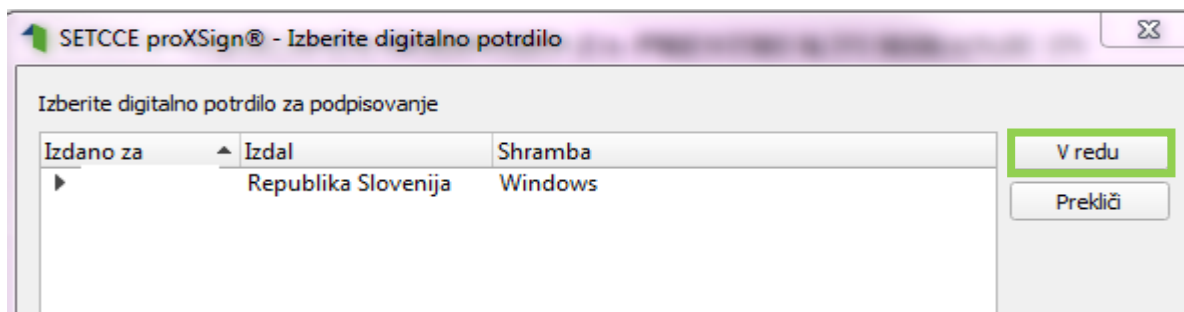 SETCCE proXSign® - Izberite digitalno potrdilo
Izberite digitalno potrdilo za podpisovanje
Izdano za Izdal Shramba
V redu
Republika Slovenija Windows
Prekliči